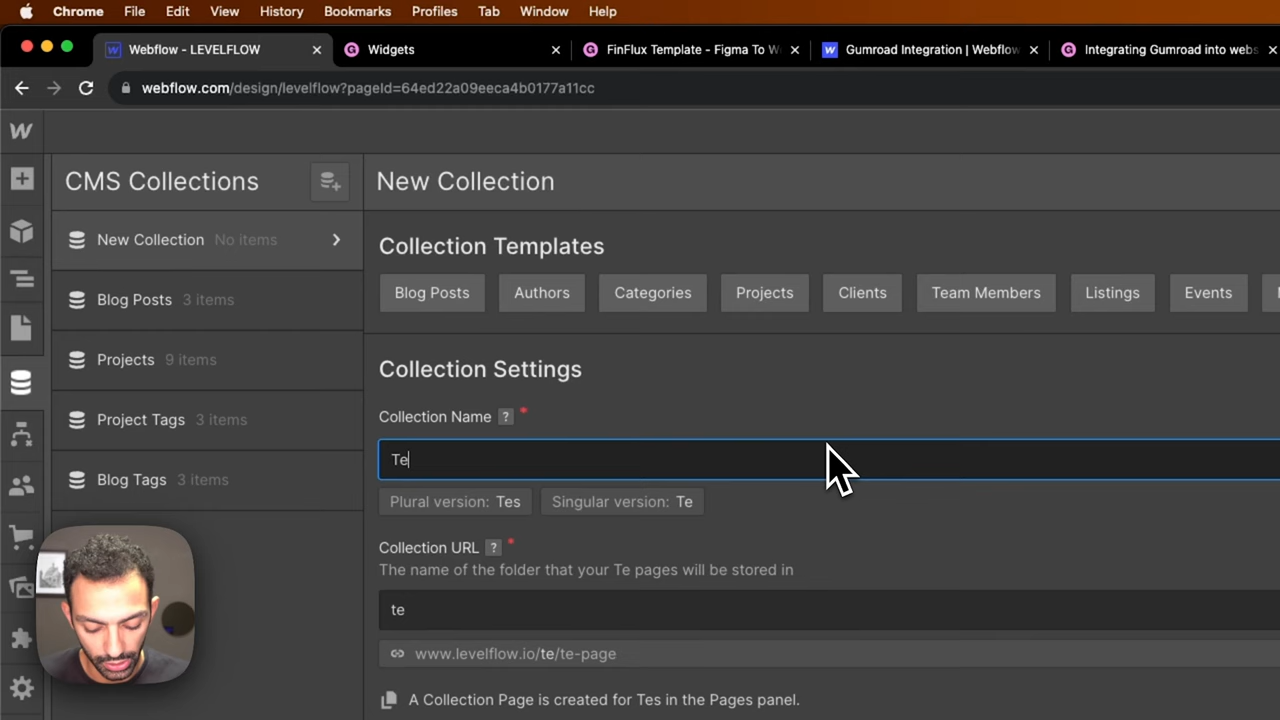 Chrome File Edit View History Bookmarks Profiles Tab Window Help
Webflow - LEVELFLOW Widgets FinFlux Template - Figma To W Gumroad Integration | Webflow Integrating Gumroad into webs
webflow.com/design/levelflow?pageId=64ed22a09eeca4b0177a11cc
CMS Collections
New Collection
New Collection No items
Blog Posts 3 items
Projects 9 items
Project Tags 3 items
Blog Tags 3 items
Collection Templates
Blog Posts Authors Categories Projects Clients Team Members Listings Events
Collection Settings
Collection Name ? *
Te
Plural version: Tes Singular version: Te
Collection URL ? *
The name of the folder that your Te pages will be stored in
te
www.levelflow.io/te/te-page
A Collection Page is created for Tes in the Pages panel.